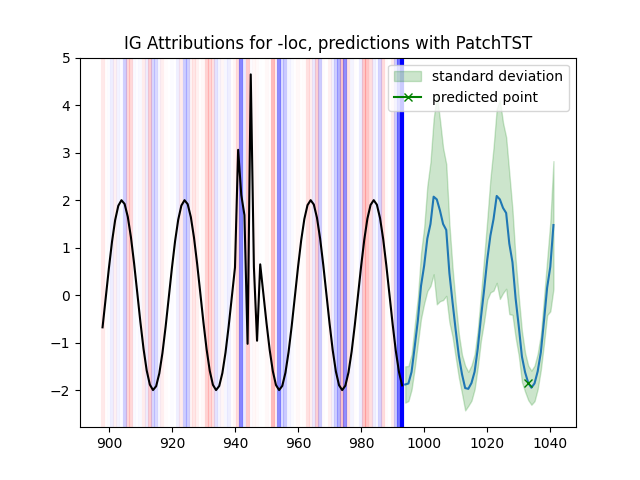 IG Attributions for -loc, predictions with PatchTST
standard deviation
predicted point
5
4
3
2
1
0
−1
−2
900 920 940 960 980 1000 1020 1040